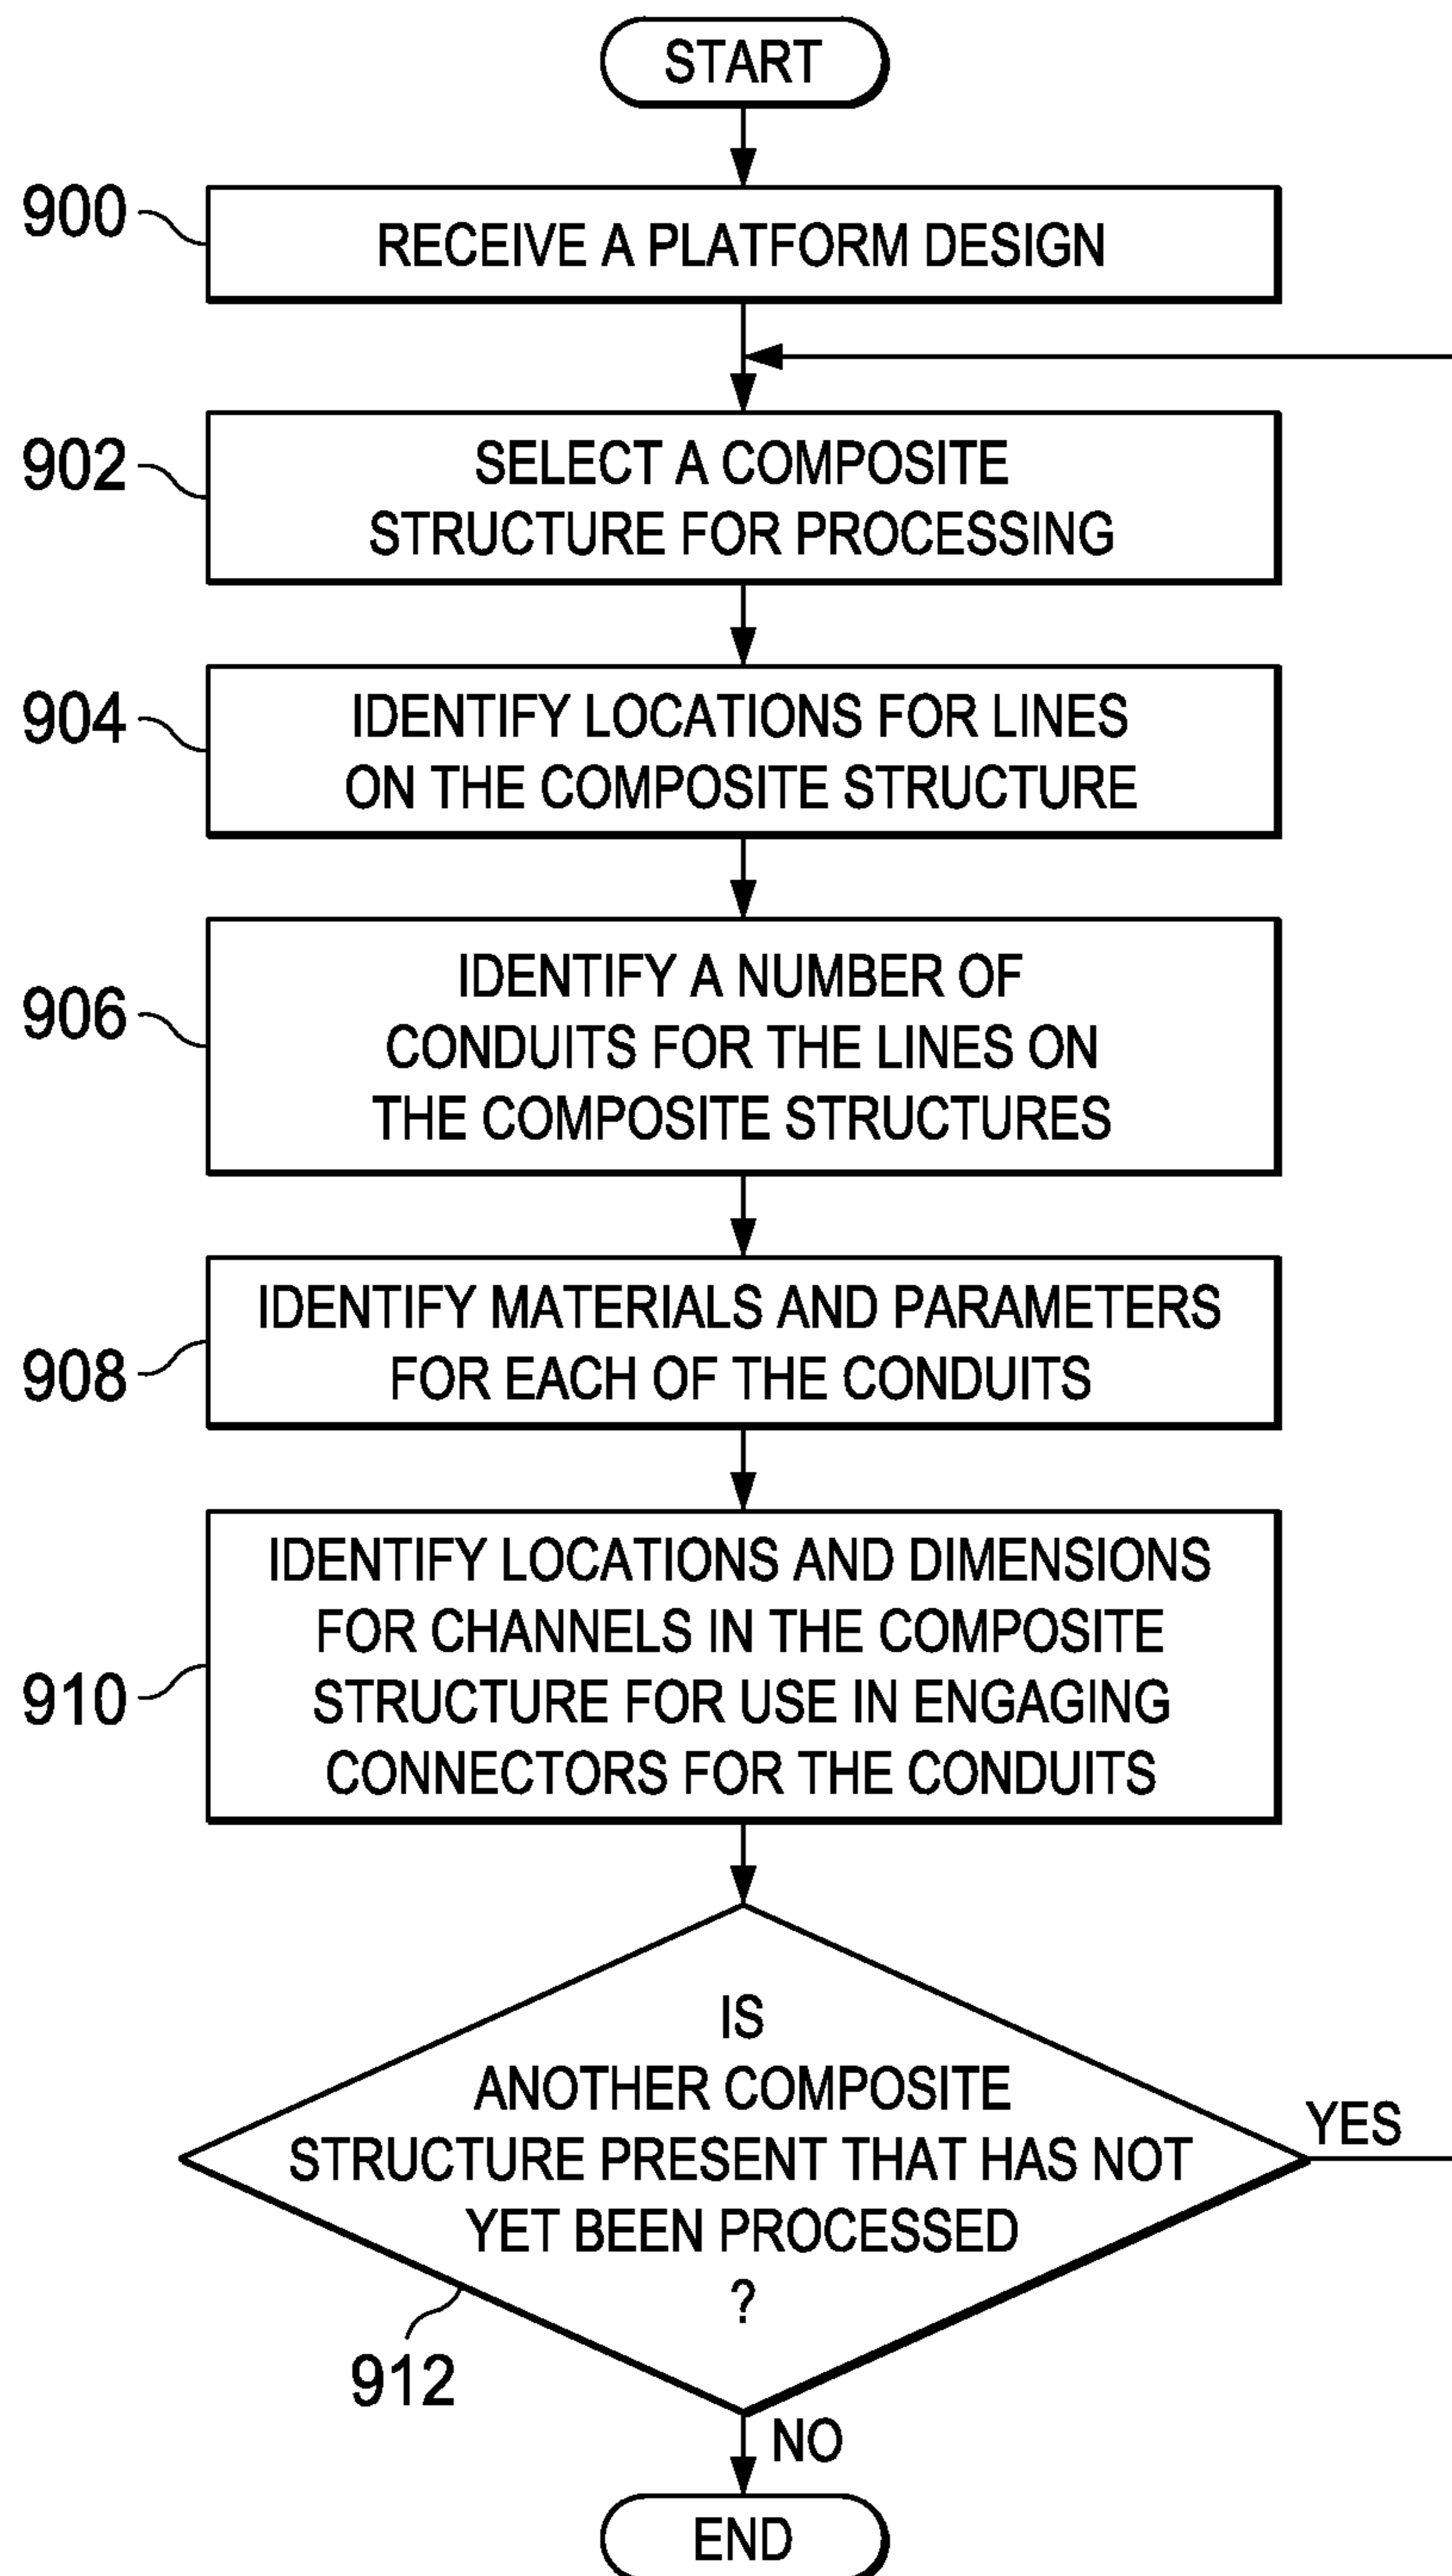 START
900
RECEIVE A PLATFORM DESIGN
902
SELECT A COMPOSITE
STRUCTURE FOR PROCESSING
904
IDENTIFY LOCATIONS FOR LINES
ON THE COMPOSITE STRUCTURE
906
IDENTIFY A NUMBER OF
CONDUITS FOR THE LINES ON
THE COMPOSITE STRUCTURES
908
IDENTIFY MATERIALS AND PARAMETERS
FOR EACH OF THE CONDUITS
910
IDENTIFY LOCATIONS AND DIMENSIONS
FOR CHANNELS IN THE COMPOSITE
STRUCTURE FOR USE IN ENGAGING
CONNECTORS FOR THE CONDUITS
IS
ANOTHER COMPOSITE
STRUCTURE PRESENT THAT HAS NOT
YET BEEN PROCESSED
?
YES
912
NO
END